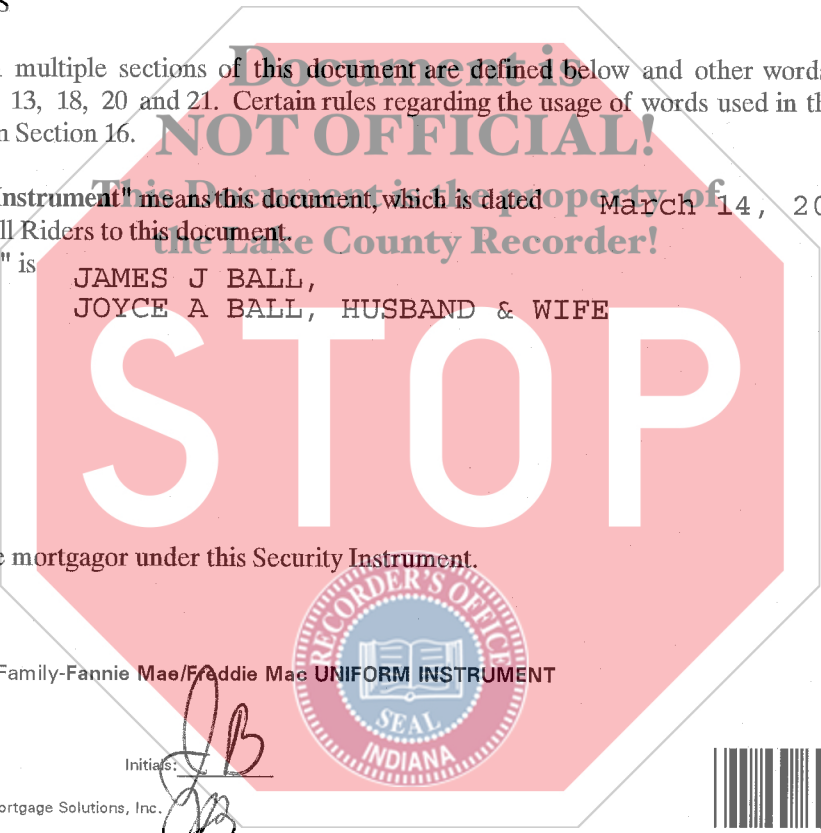 s
multiple sections of this document are defined below and other words
13, 18, 20 and 21. Certain rules regarding the usage of words used in th
n Section 16.
Document is
NOT OFFICIAL!
This Document is the property of
the Lake County Recorder!
Instrument" means this document, which is dated March 14, 20
ll Riders to this document.
" is
JAMES J BALL,
JOYCE A BALL, HUSBAND & WIFE
STOP
e mortgagor under this Security Instrument.
RECORDER'S OFFICE
SEAL
INDIANA
Family-Fannie Mae/Freddie Mac UNIFORM INSTRUMENT
Initials: JB
JB
ortgage Solutions, Inc.